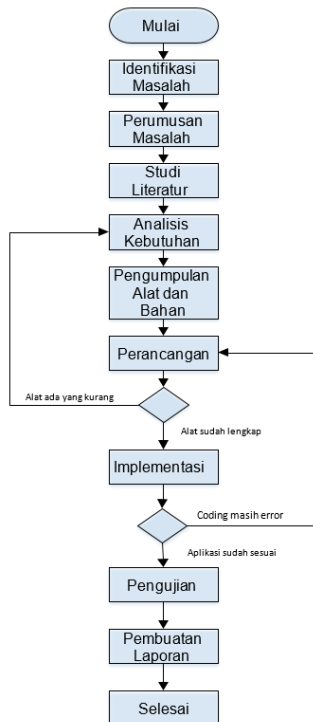 Mulai
Identifikasi
Masalah
Perumusan
Masalah
Studi
Literatur
Analisis
Kebutuhan
Pengumpulan
Alat dan
Bahan
Perancangan
Alat ada yang kurang
Alat sudah lengkap
Implementasi
Coding masih error
Aplikasi sudah sesuai
Pengujian
Pembuatan
Laporan
Selesai